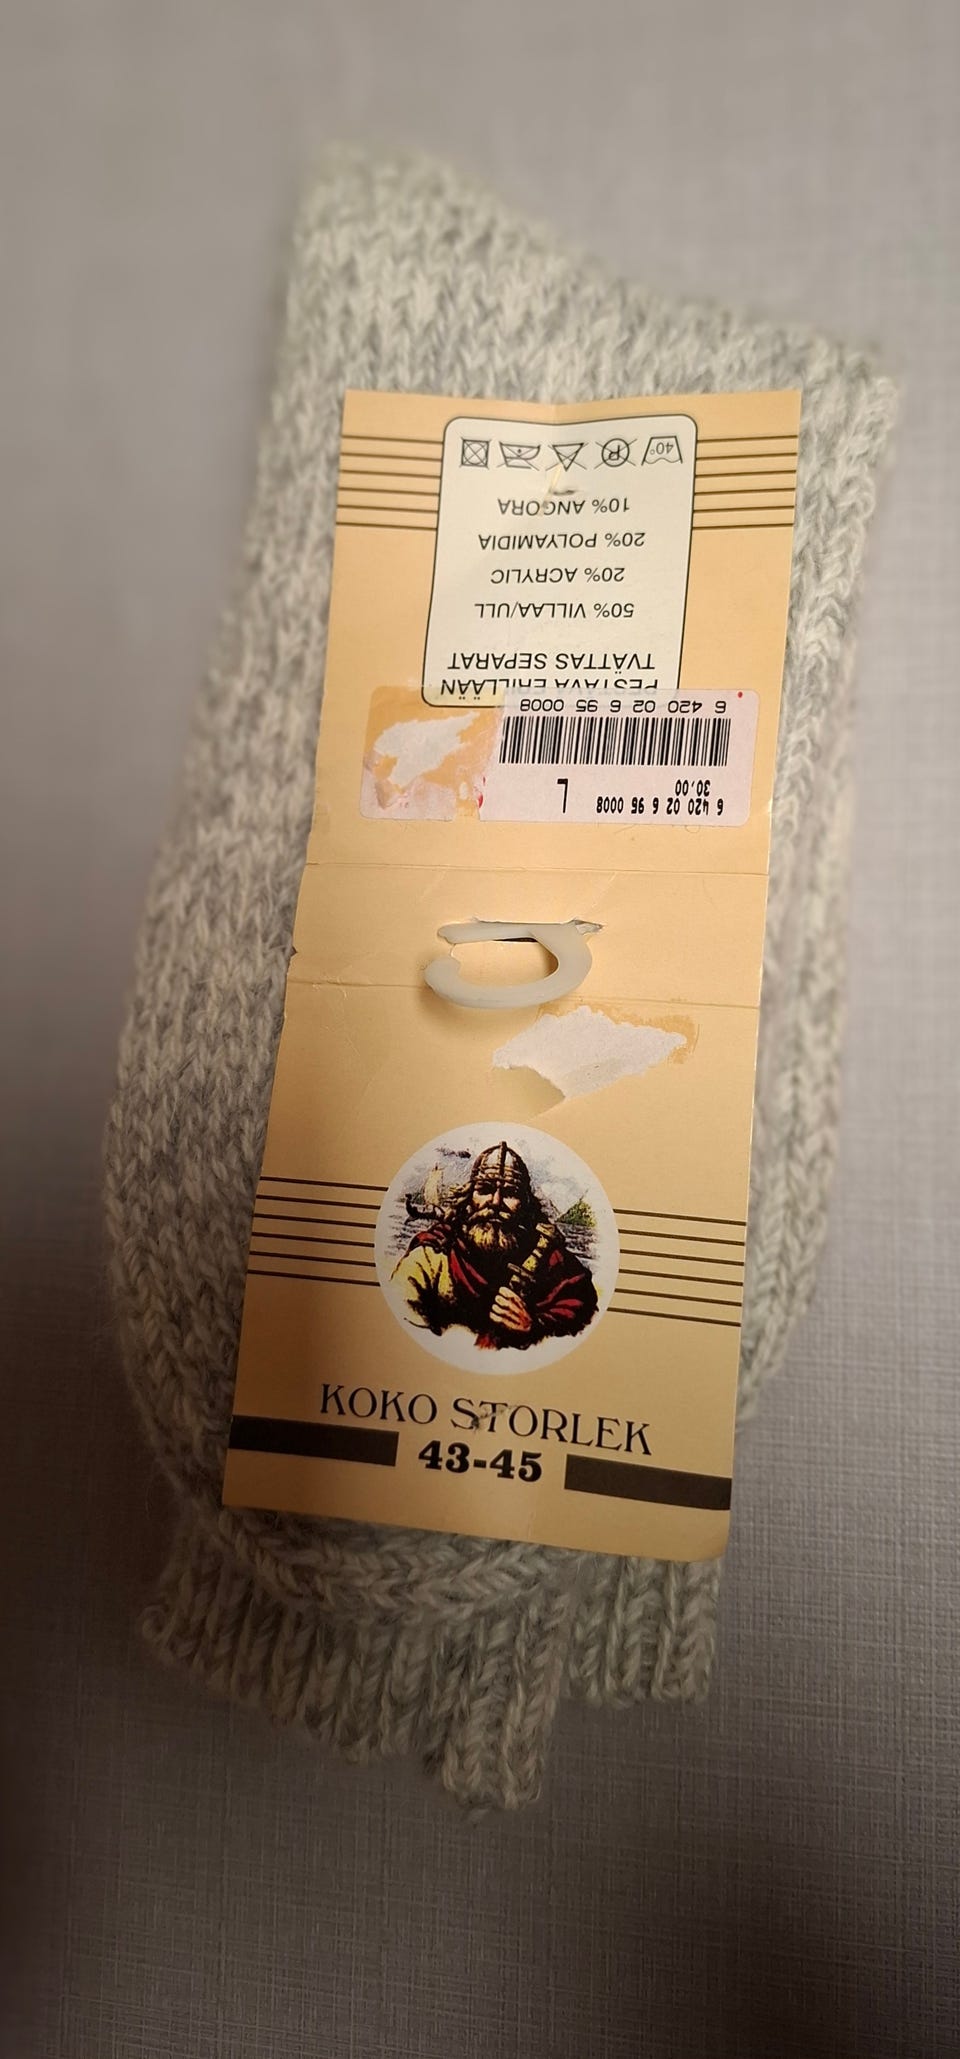 PESTÄVÄ ERILLÄÄN
TVÄTTAS SEPARAT
50% VILLAA/ULL
20% ACRYLIC
20% POLYAMIDIA
10% ANGORA
40° P
6 420 02 6 95 0008
30.00 L
6 420 02 6 95 0008
KOKO STORLEK
43-45